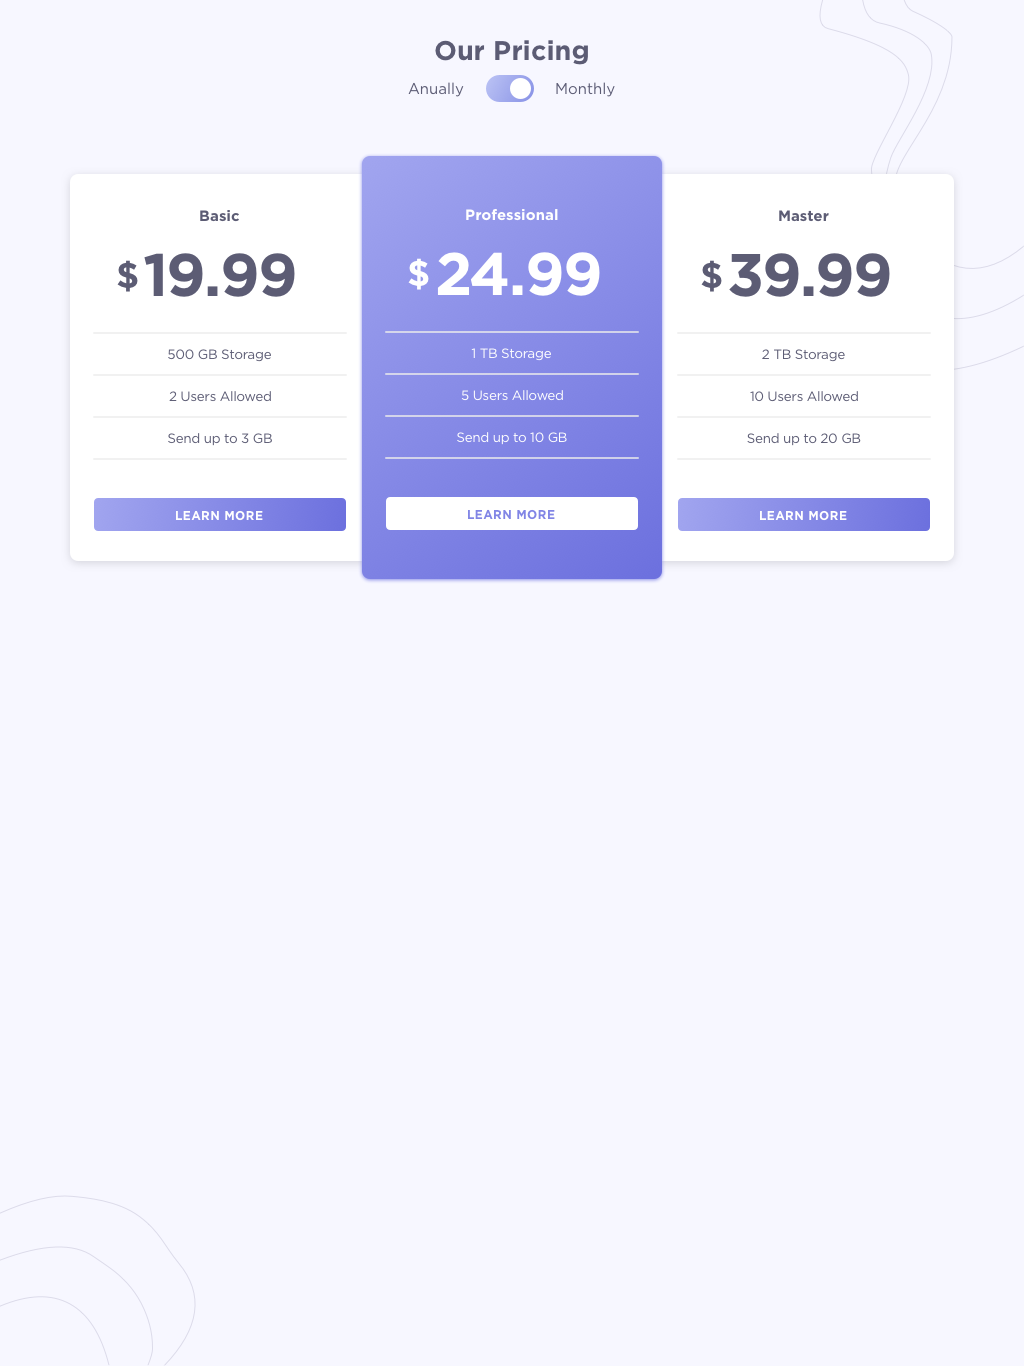 Our Pricing
Anually Monthly
Basic
$ 19.99
500 GB Storage
2 Users Allowed
Send up to 3 GB
LEARN MORE
Professional
$ 24.99
1 TB Storage
5 Users Allowed
Send up to 10 GB
LEARN MORE
Master
$ 39.99
2 TB Storage
10 Users Allowed
Send up to 20 GB
LEARN MORE